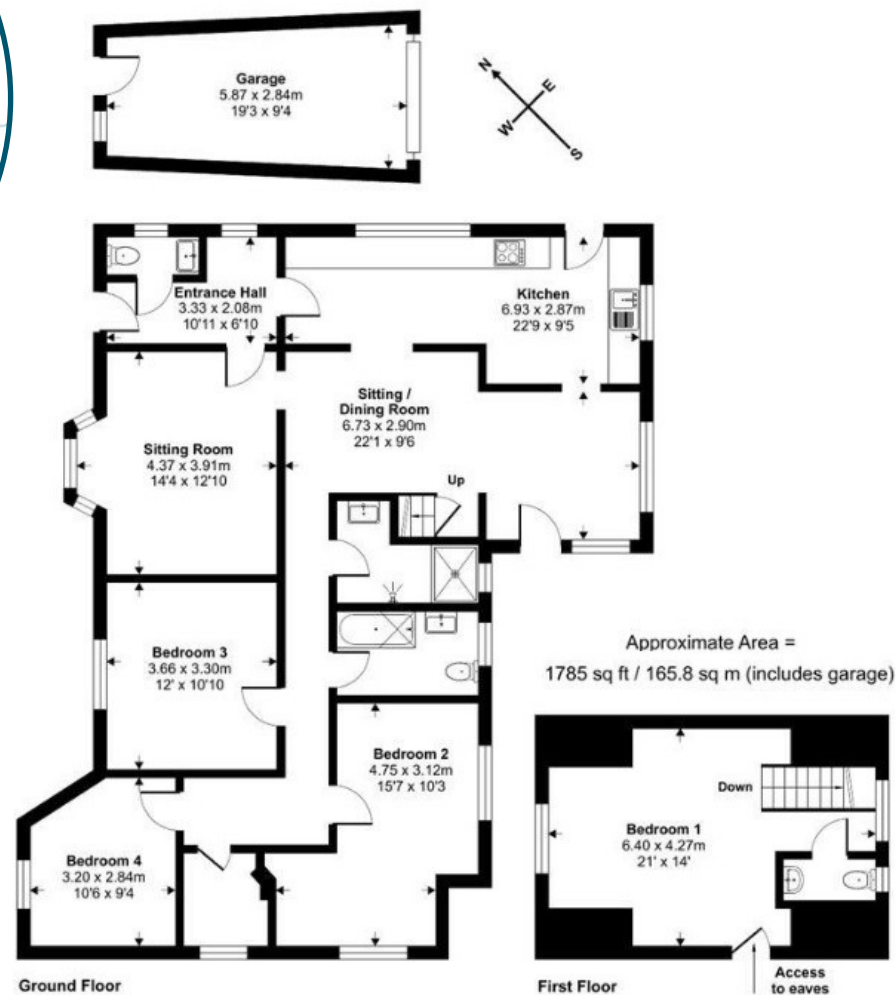 Garage
5.87 x 2.84m
19'3 x 9'4
N
E
W
S
Entrance Hall
3.33 x 2.08m
10'11 x 6'10
Kitchen
6.93 x 2.87m
22'9 x 9'5
Sitting /
Dining Room
6.73 x 2.90m
22'1 x 9'6
Sitting Room
4.37 x 3.91m
14'4 x 12'10
Up
Bedroom 3
3.66 x 3.30m
12' x 10'10
Approximate Area =
1785 sq ft / 165.8 sq m (includes garage)
Bedroom 2
4.75 x 3.12m
15'7 x 10'3
Down
Bedroom 1
6.40 x 4.27m
21' x 14'
Bedroom 4
3.20 x 2.84m
10'6 x 9'4
Ground Floor
First Floor
Access
to eaves